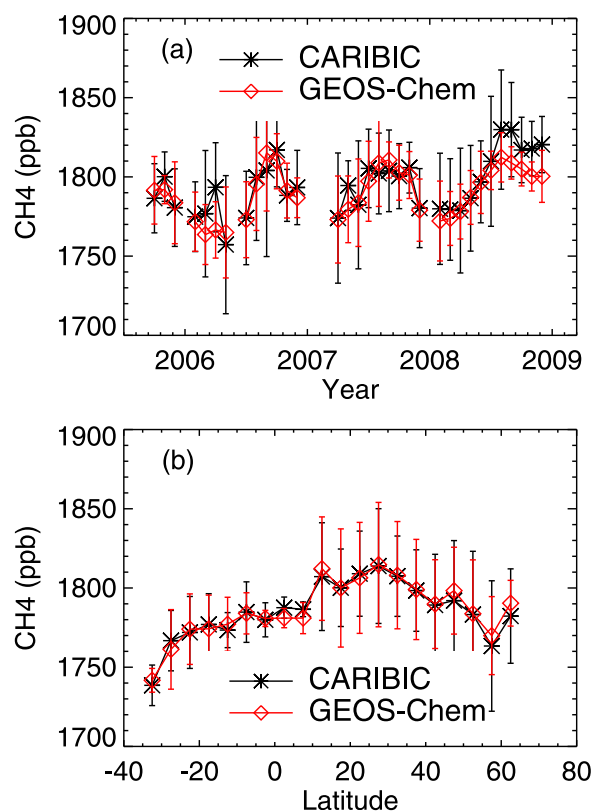 (a)
CARIBIC
GEOS-Chem
1900
1850
1800
1750
1700
CH4 (ppb)
2006 2007 2008 2009
Year
(b)
1900
1850
1800
1750
1700
CH4 (ppb)
CARIBIC
GEOS-Chem
-40 -20 0 20 40 60 80
Latitude